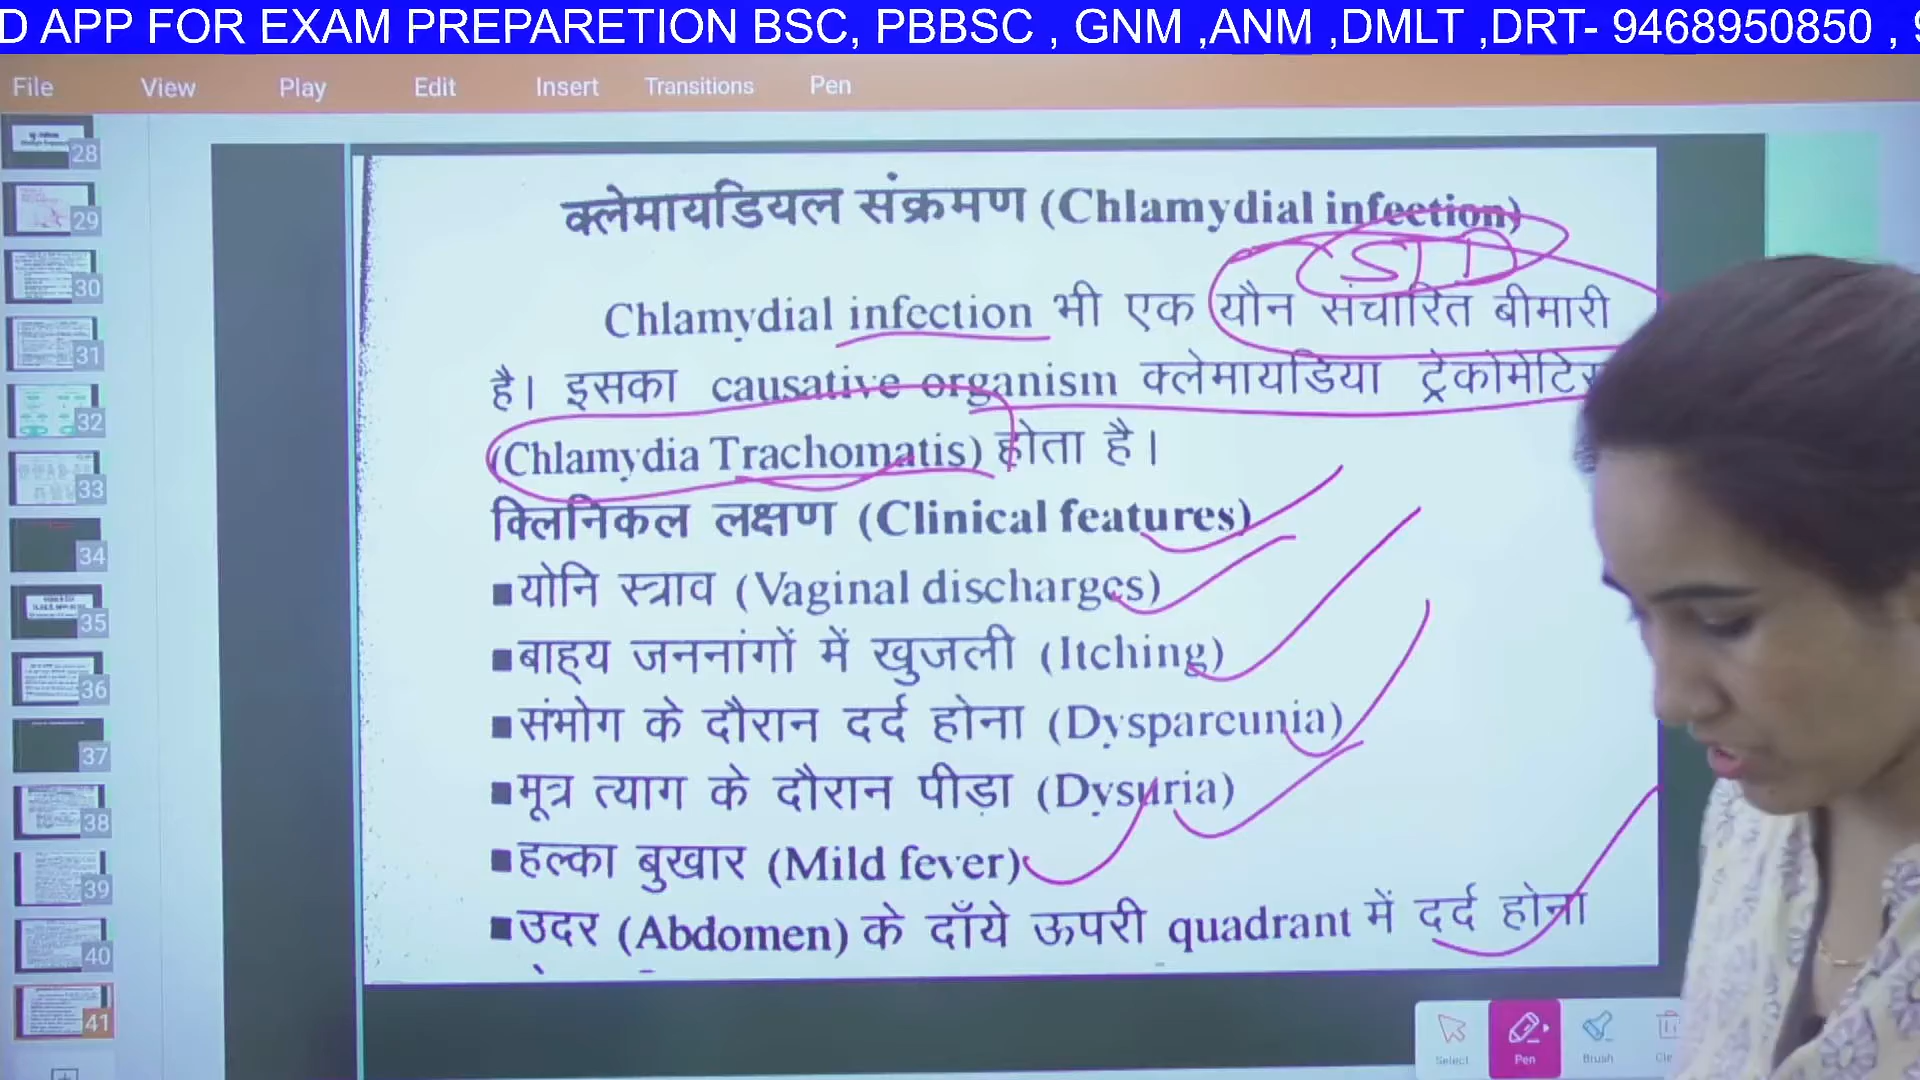 D APP FOR EXAM PREPARETION BSC, PBBSC , GNM ,ANM ,DMLT ,DRT- 9468950850 ,
File View Play Edit Insert Transitions Pen
क्लेमायडियल संक्रमण (Chlamydial infection)
STD
Chlamydial infection भी एक यौन संचारित बीमारी
है। इसका causative organism क्लेमायडिया
(Chlamydia Trachomatis) होता है।
क्लिनिकल लक्षण (Clinical features)
■योनि स्त्राव (Vaginal discharges)
■बाह्य जननांगों में खुजली (Itching)
■संभोग के दौरान दर्द होना (Dysparcunia)
■मूत्र त्याग के दौरान पीड़ा (Dysuria)
■हल्का बुखार (Mild fever)
■उदर (Abdomen) के दाँये ऊपरी quadrant में दर्द होना
28
29
30
31
32
33
34
35
36
37
38
39
40
41
Select Pen Brush